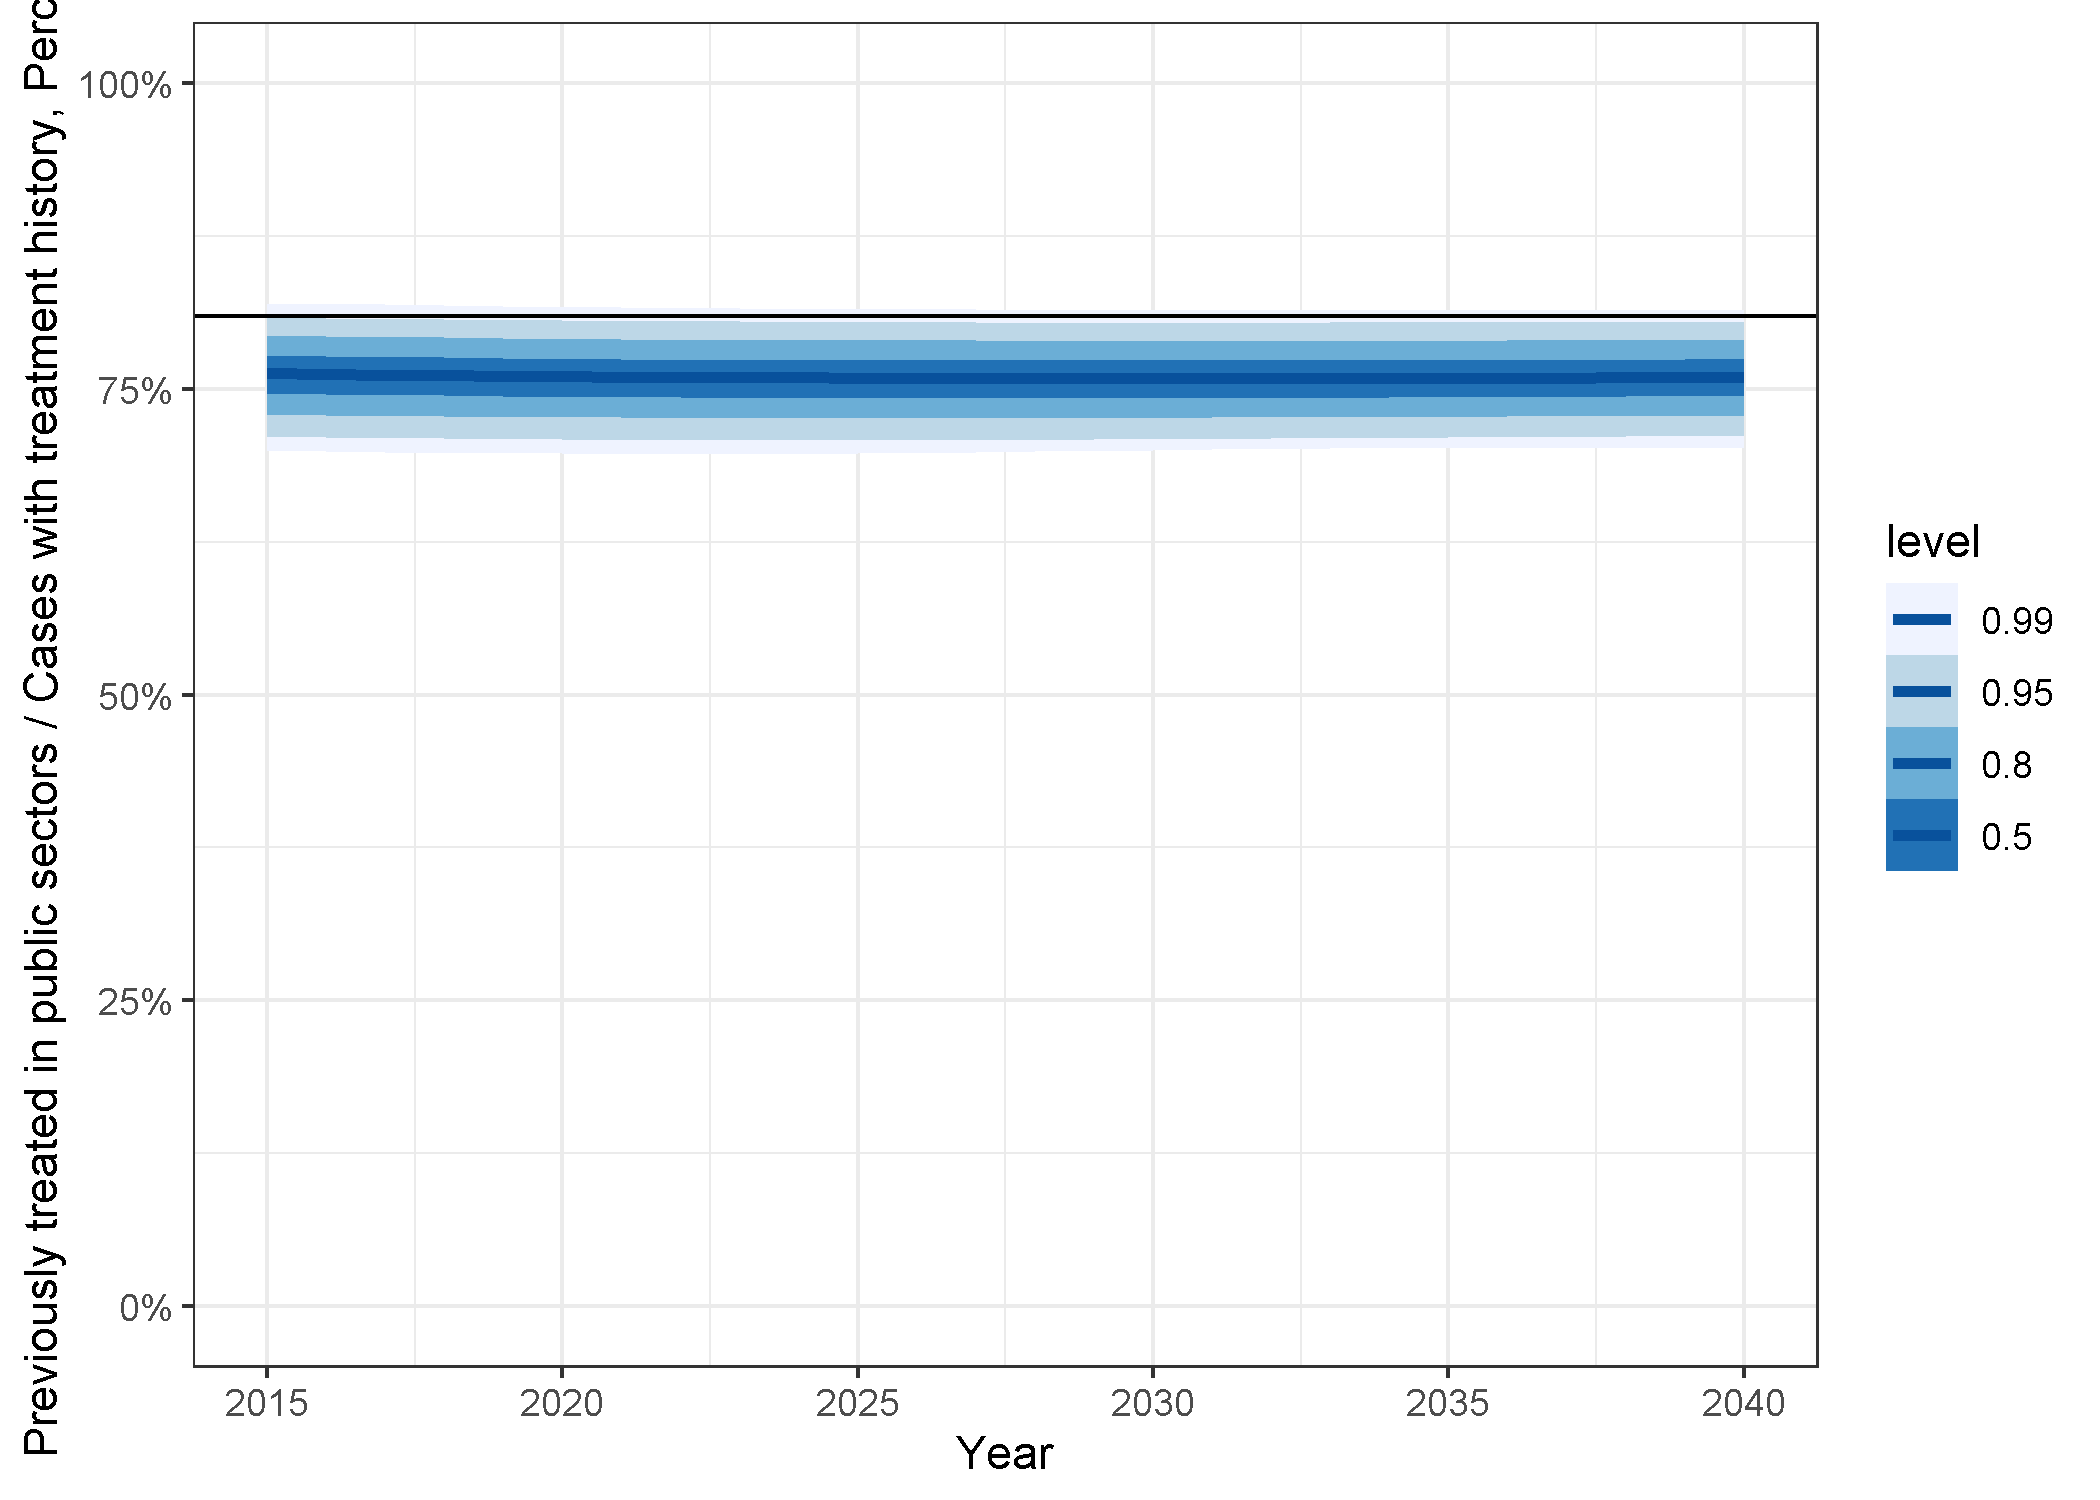 Previously treated in public sectors / Cases with treatment history, Perc
100%
75%
50%
25%
0%
2015 2020 2025 2030 2035 2040
Year
level
0.99
0.95
0.8
0.5